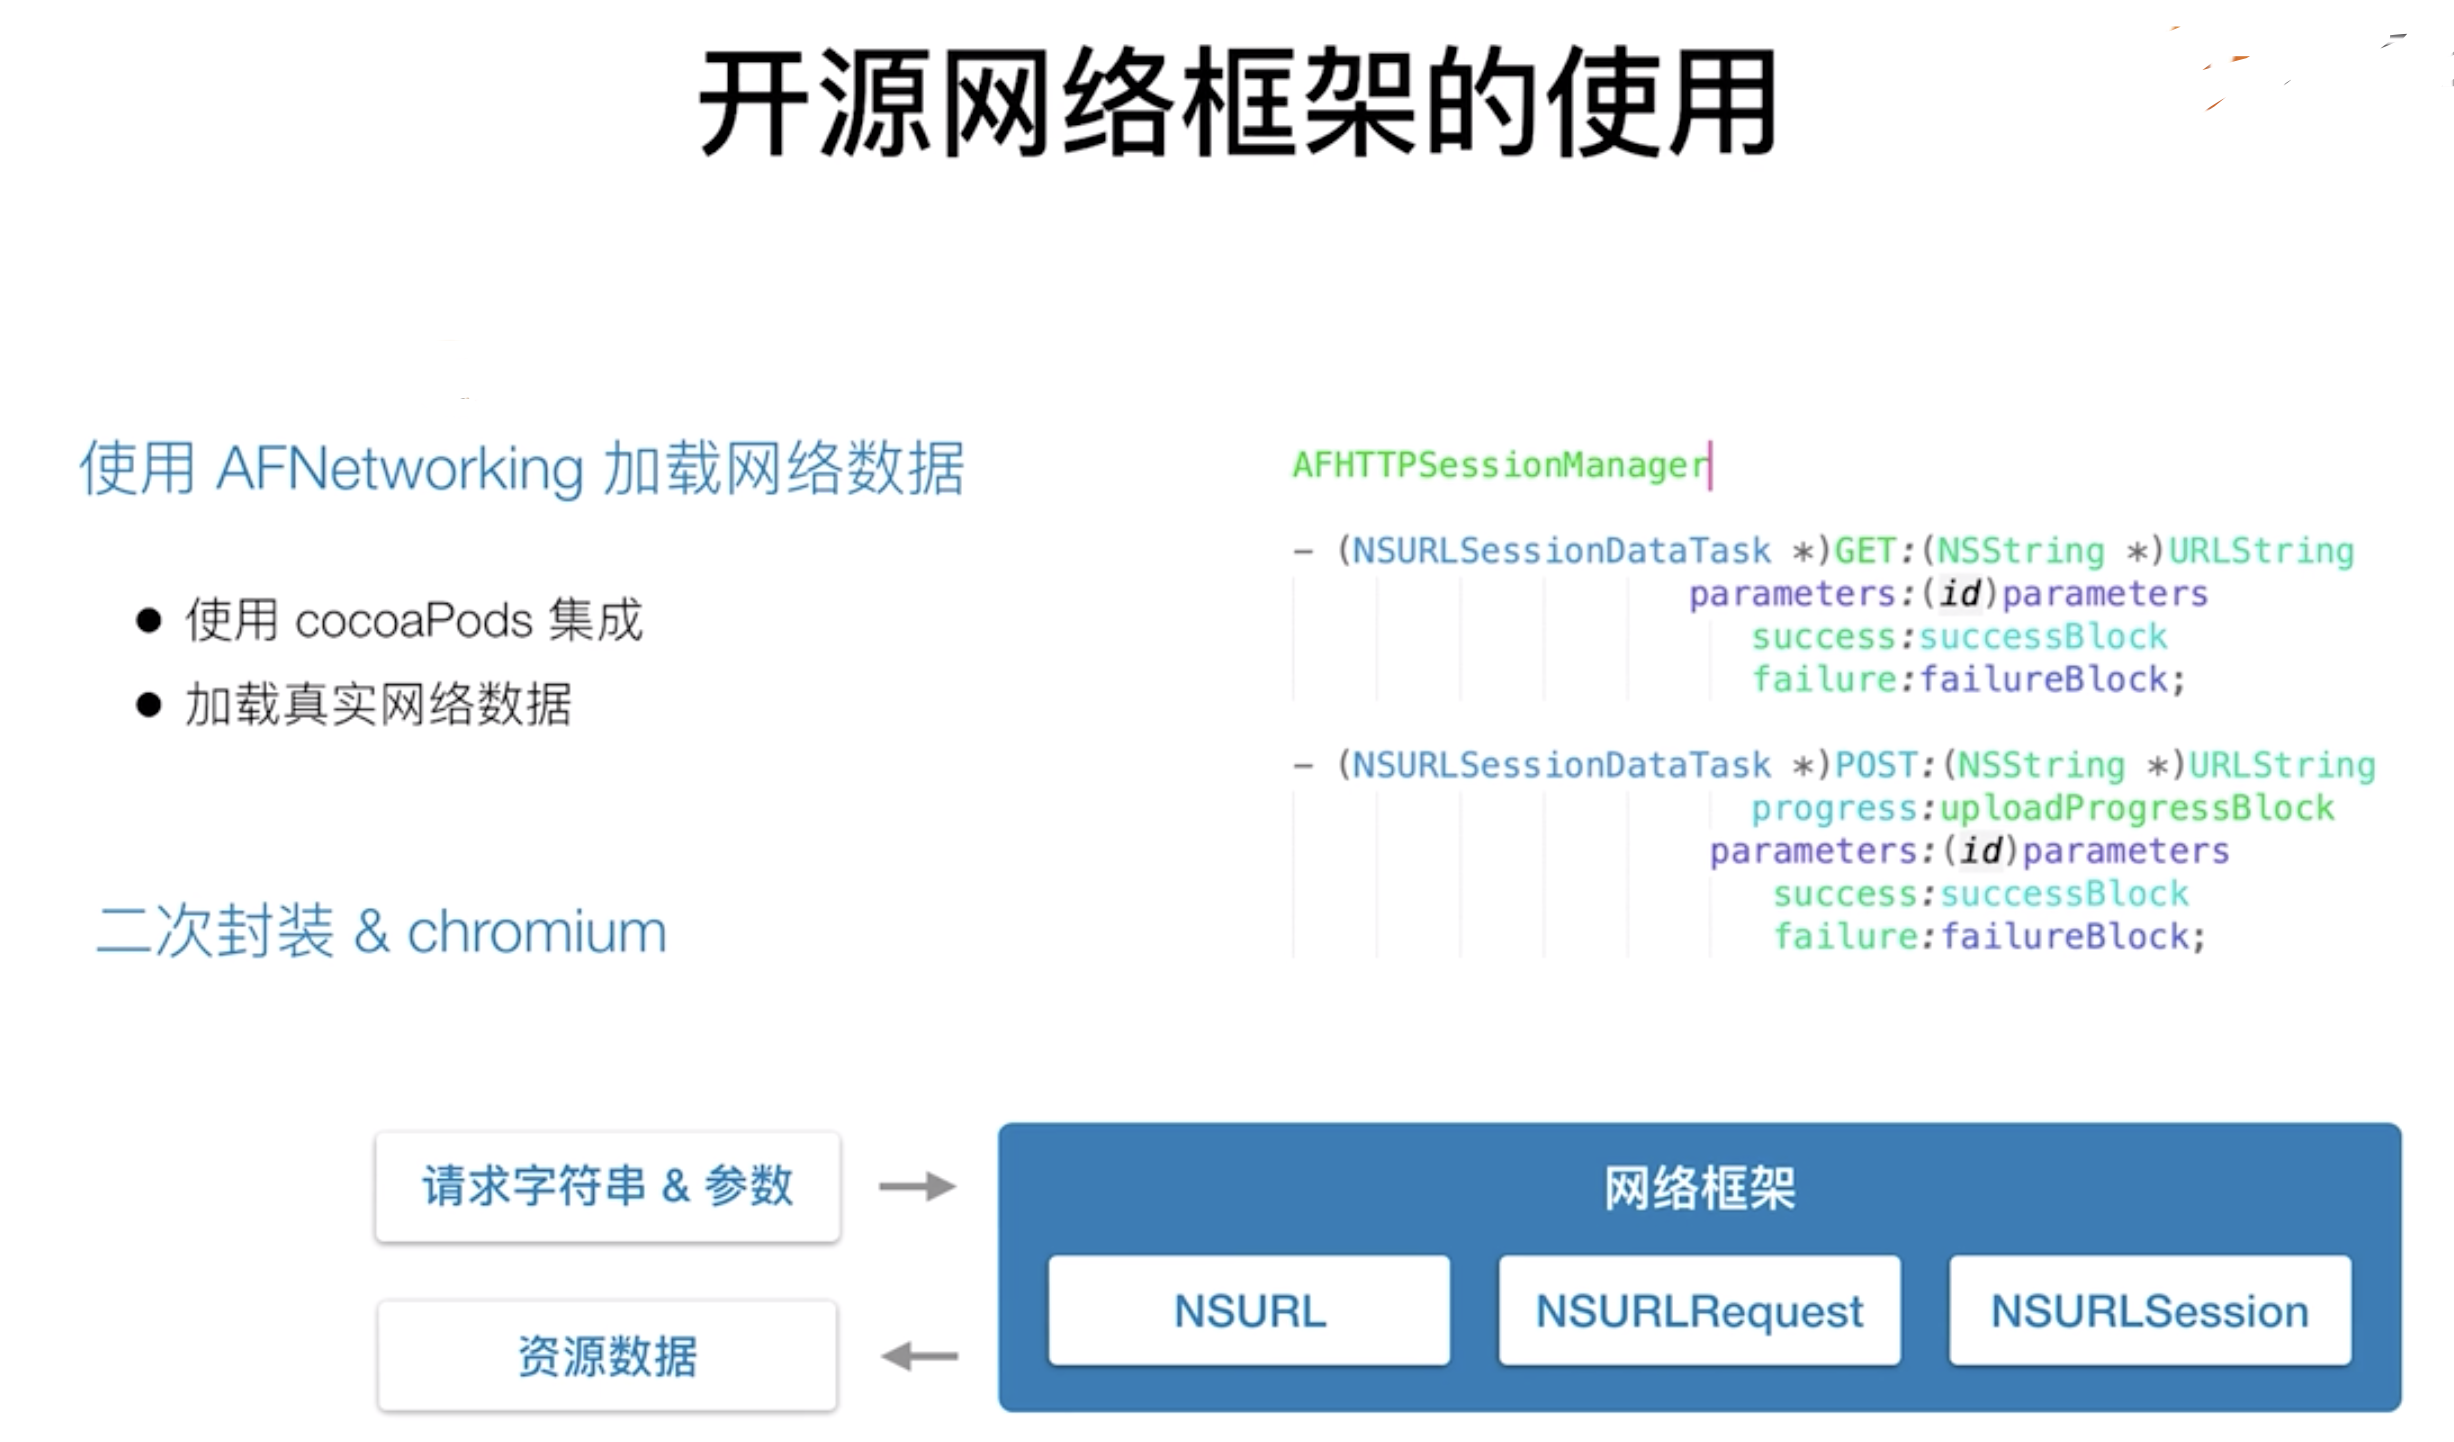 开源网络框架的使用
使用 AFNetworking 加载网络数据
● 使用 cocoaPods 集成
● 加载真实网络数据
二次封装 & chromium
AFHTTPSessionManager
- (NSURLSessionDataTask *)GET:(NSString *)URLString
parameters:(id)parameters
success:successBlock
failure:failureBlock;
- (NSURLSessionDataTask *)POST:(NSString *)URLString
progress:uploadProgressBlock
parameters:(id)parameters
success:successBlock
failure:failureBlock;
请求字符串 & 参数
资源数据
网络框架
NSURL
NSURLRequest
NSURLSession